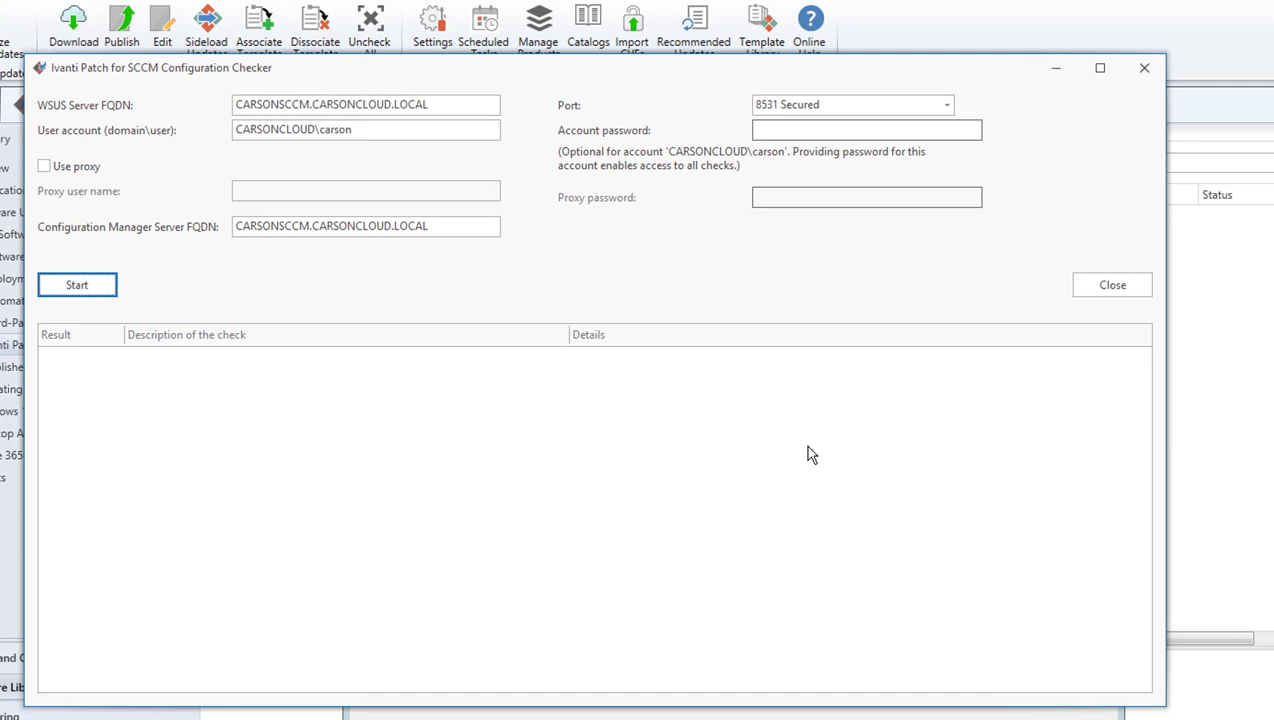 ze
Download Publish Edit Sideload Associate Dissociate Uncheck Settings Scheduled Manage Catalogs Import Recommended Template Online
All
Ivanti Patch for SCCM Configuration Checker
WSUS Server FQDN: CARSONSCCM.CARSONCLOUD.LOCAL Port: 8531 Secured
User account (domain\user): CARSONCLOUD\carson Account password:
(Optional for account 'CARSONCLOUD\carson'. Providing password for this
account enables access to all checks.)
Use proxy
Proxy user name: Proxy password:
Configuration Manager Server FQDN: CARSONSCCM.CARSONCLOUD.LOCAL
Start Close
Result Description of the check Details
Status